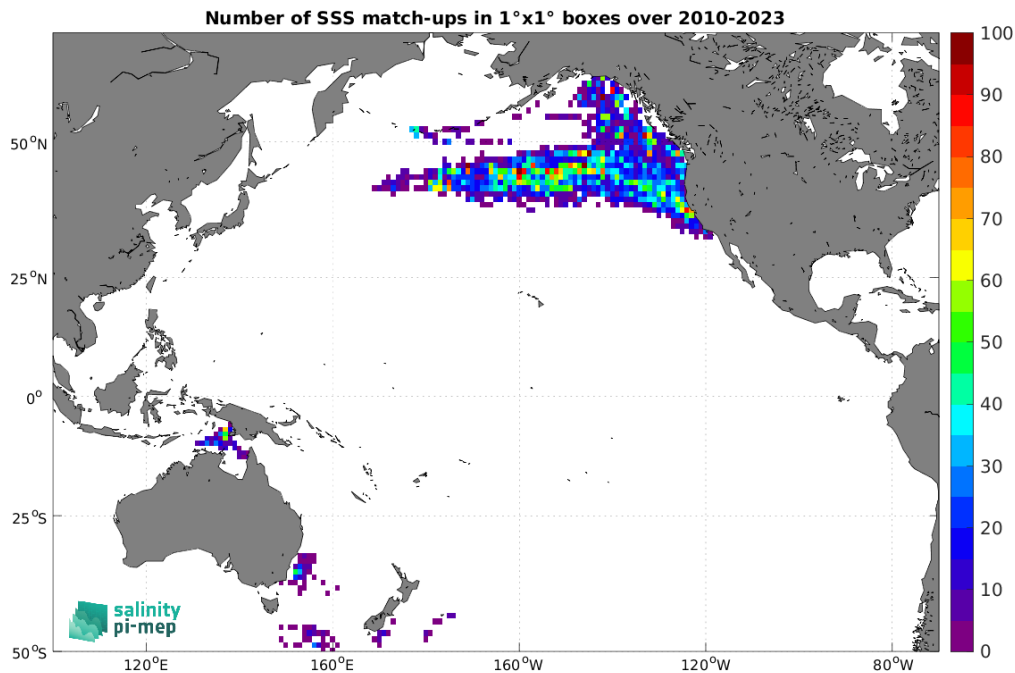 Number of SSS match-ups in 1°x1° boxes over 2010-2023
100
90
80
70
60
50
40
30
20
10
0
50°N
25°N
0°
25°S
50°S
120°E
160°E
160°W
120°W
80°W
salinity
pi-mep